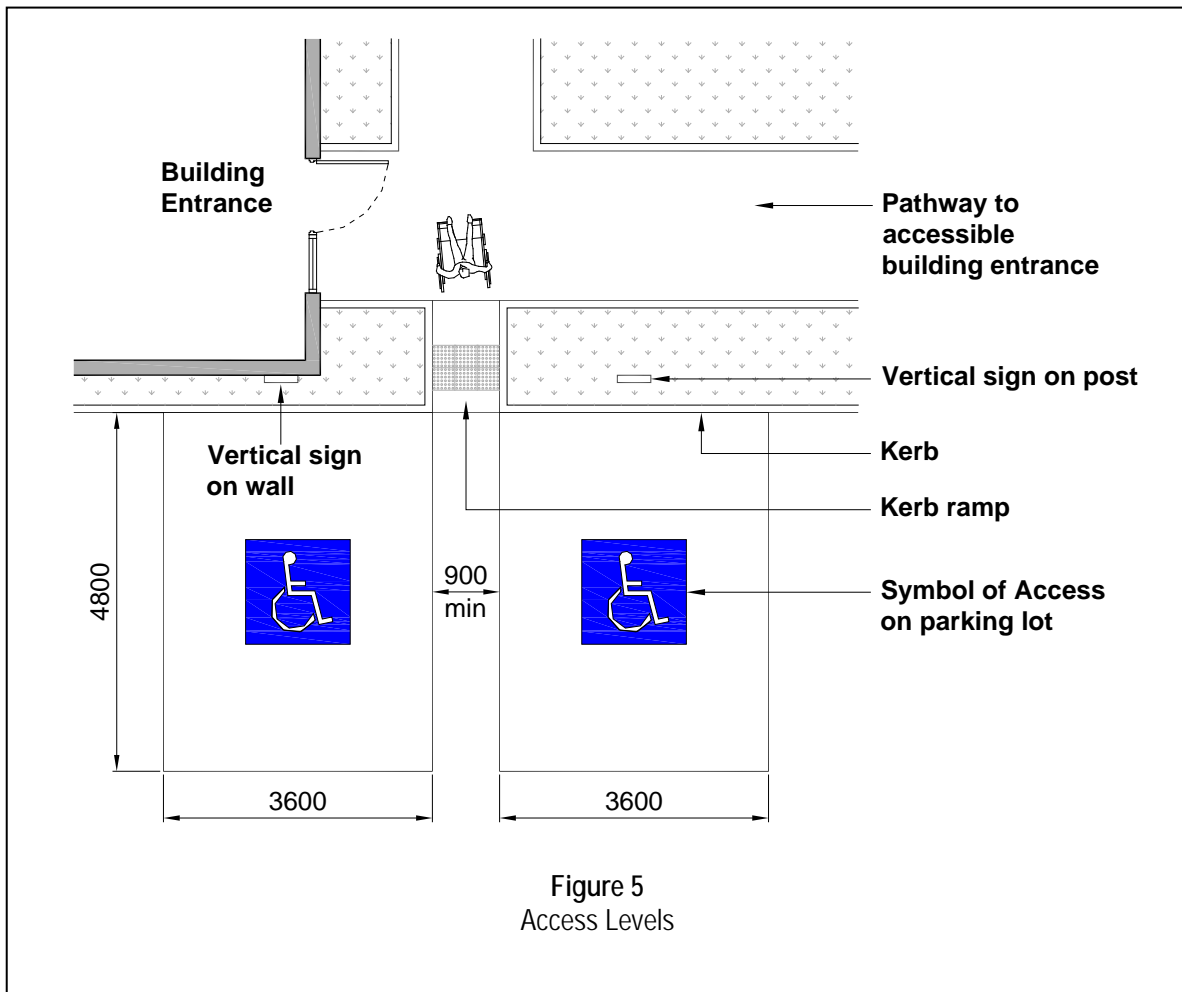 Building
Entrance
Pathway to
accessible
building entrance
Vertical sign on post
Vertical sign
on wall
Kerb
Kerb ramp
4800
900
min
Symbol of Access
on parking lot
3600
3600
Figure 5
Access Levels